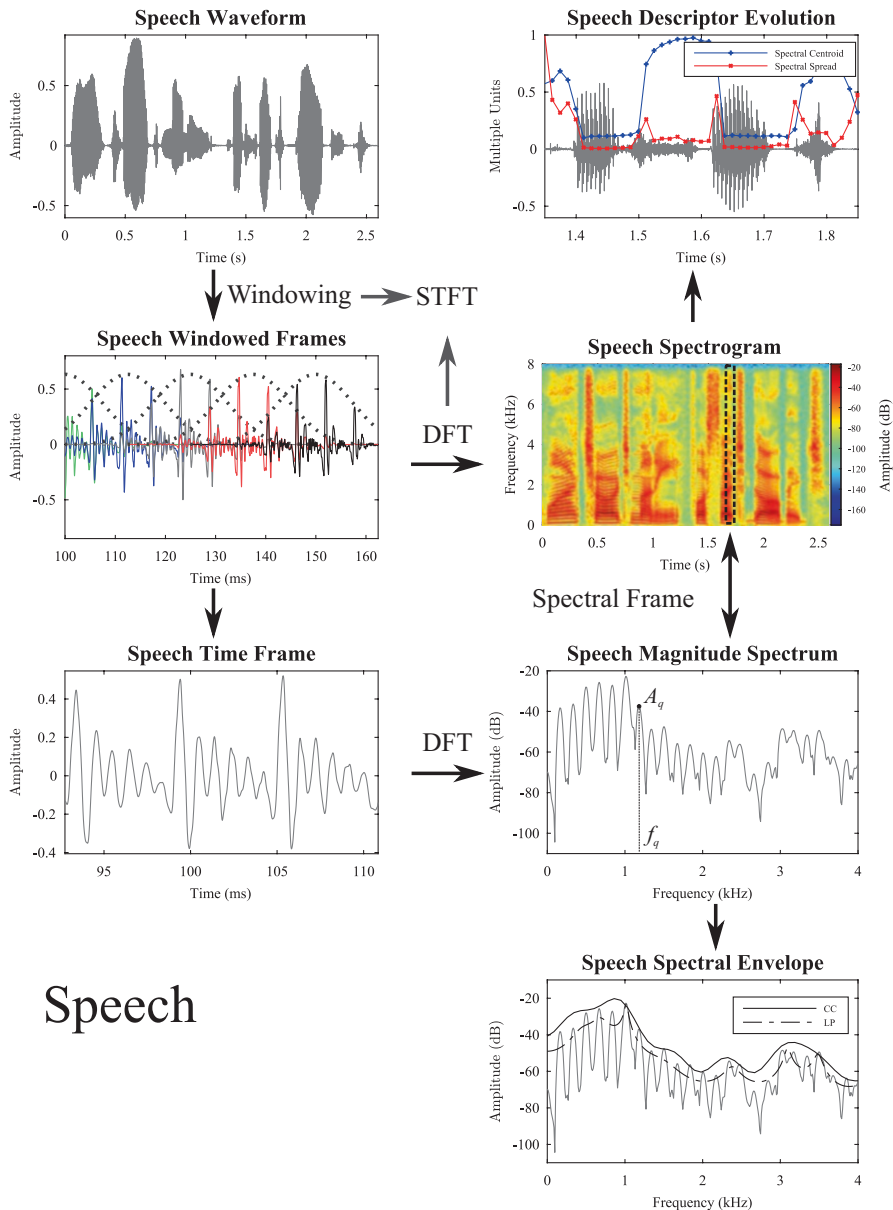 Speech Waveform
Amplitude
0.5
0
-0.5
0 0.5 1 1.5 2 2.5
Time (s)
Speech Descriptor Evolution
Multiple Units
1
0.5
0
-0.5
Spectral Centroid
Spectral Spread
1.4 1.5 1.6 1.7 1.8
Time (s)
Windowing
STFT
Speech Windowed Frames
Amplitude
0.5
0
-0.5
100 110 120 130 140 150 160
Time (ms)
DFT
Speech Spectrogram
Frequency (kHz)
8
6
4
2
0
0 0.5 1 1.5 2 2.5
Time (s)
-20
-40
-60
-80
-100
-120
-140
-160
Amplitude (dB)
Spectral Frame
Speech Time Frame
Amplitude
0.4
0.2
0
-0.2
-0.4
95 100 105 110
Time (ms)
DFT
Speech Magnitude Spectrum
Amplitude (dB)
-20
-40
-60
-80
-100
A_q
f_q
0 1 2 3 4
Frequency (kHz)
Speech
Speech Spectral Envelope
Amplitude (dB)
-20
-40
-60
-80
-100
CC
LP
0 1 2 3 4
Frequency (kHz)